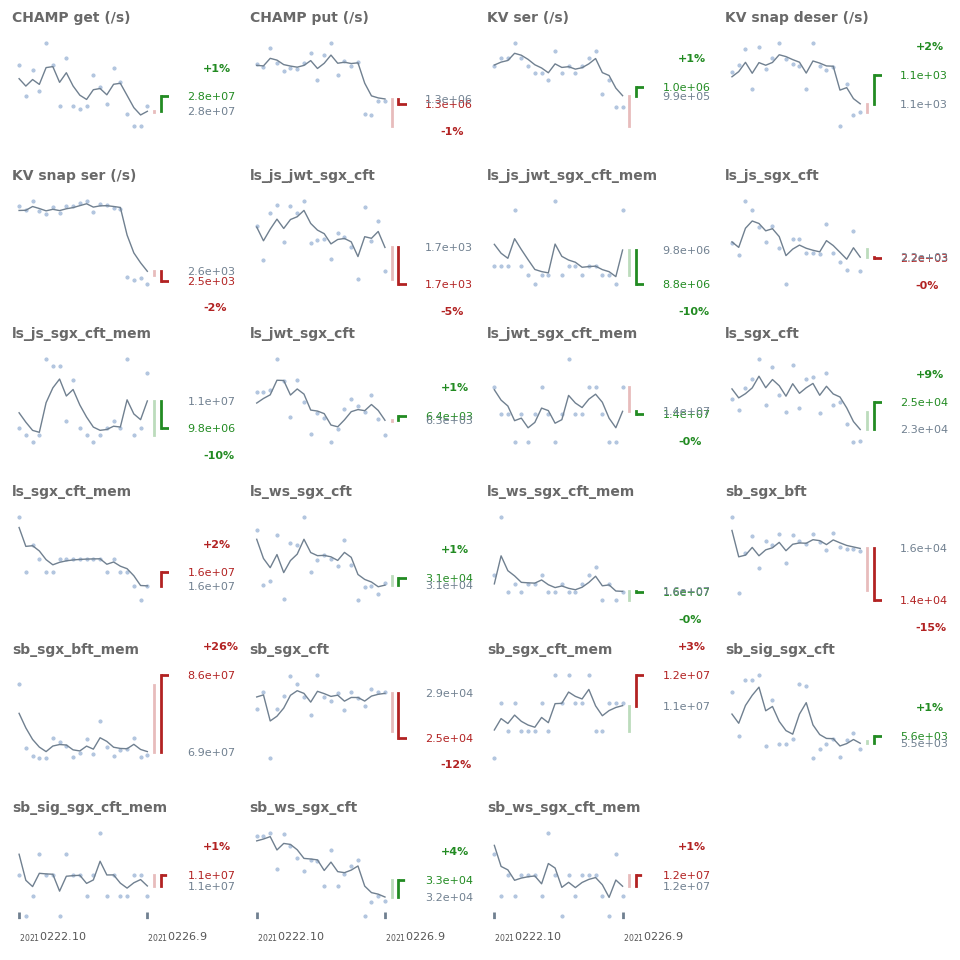 CHAMP get (/s)
+1%
2.8e+07
2.8e+07
CHAMP put (/s)
1.3e+06
1.3e+06
-1%
KV ser (/s)
+1%
1.0e+06
9.9e+05
KV snap deser (/s)
+2%
1.1e+03
1.1e+03
KV snap ser (/s)
2.6e+03
2.5e+03
-2%
ls_js_jwt_sgx_cft
1.7e+03
1.7e+03
-5%
ls_js_jwt_sgx_cft_mem
9.8e+06
8.8e+06
-10%
ls_js_sgx_cft
2.2e+03
-0%
ls_js_sgx_cft_mem
1.1e+07
9.8e+06
-10%
ls_jwt_sgx_cft
+1%
6.4e+03
6.3e+03
ls_jwt_sgx_cft_mem
1.4e+07
1.4e+07
-0%
ls_sgx_cft
+9%
2.5e+04
2.3e+04
ls_sgx_cft_mem
+2%
1.6e+07
1.6e+07
ls_ws_sgx_cft
+1%
3.1e+04
3.1e+04
ls_ws_sgx_cft_mem
1.6e+07
1.6e+07
-0%
sb_sgx_bft
1.6e+04
1.4e+04
-15%
sb_sgx_bft_mem
+26%
8.6e+07
6.9e+07
sb_sgx_cft
2.9e+04
2.5e+04
-12%
sb_sgx_cft_mem
+3%
1.2e+07
1.1e+07
sb_sig_sgx_cft
+1%
5.6e+03
5.5e+03
sb_sig_sgx_cft_mem
+1%
1.1e+07
1.1e+07
2021 0222.10
2021 0226.9
sb_ws_sgx_cft
+4%
3.3e+04
3.2e+04
2021 0222.10
2021 0226.9
sb_ws_sgx_cft_mem
+1%
1.2e+07
1.2e+07
2021 0222.10
2021 0226.9